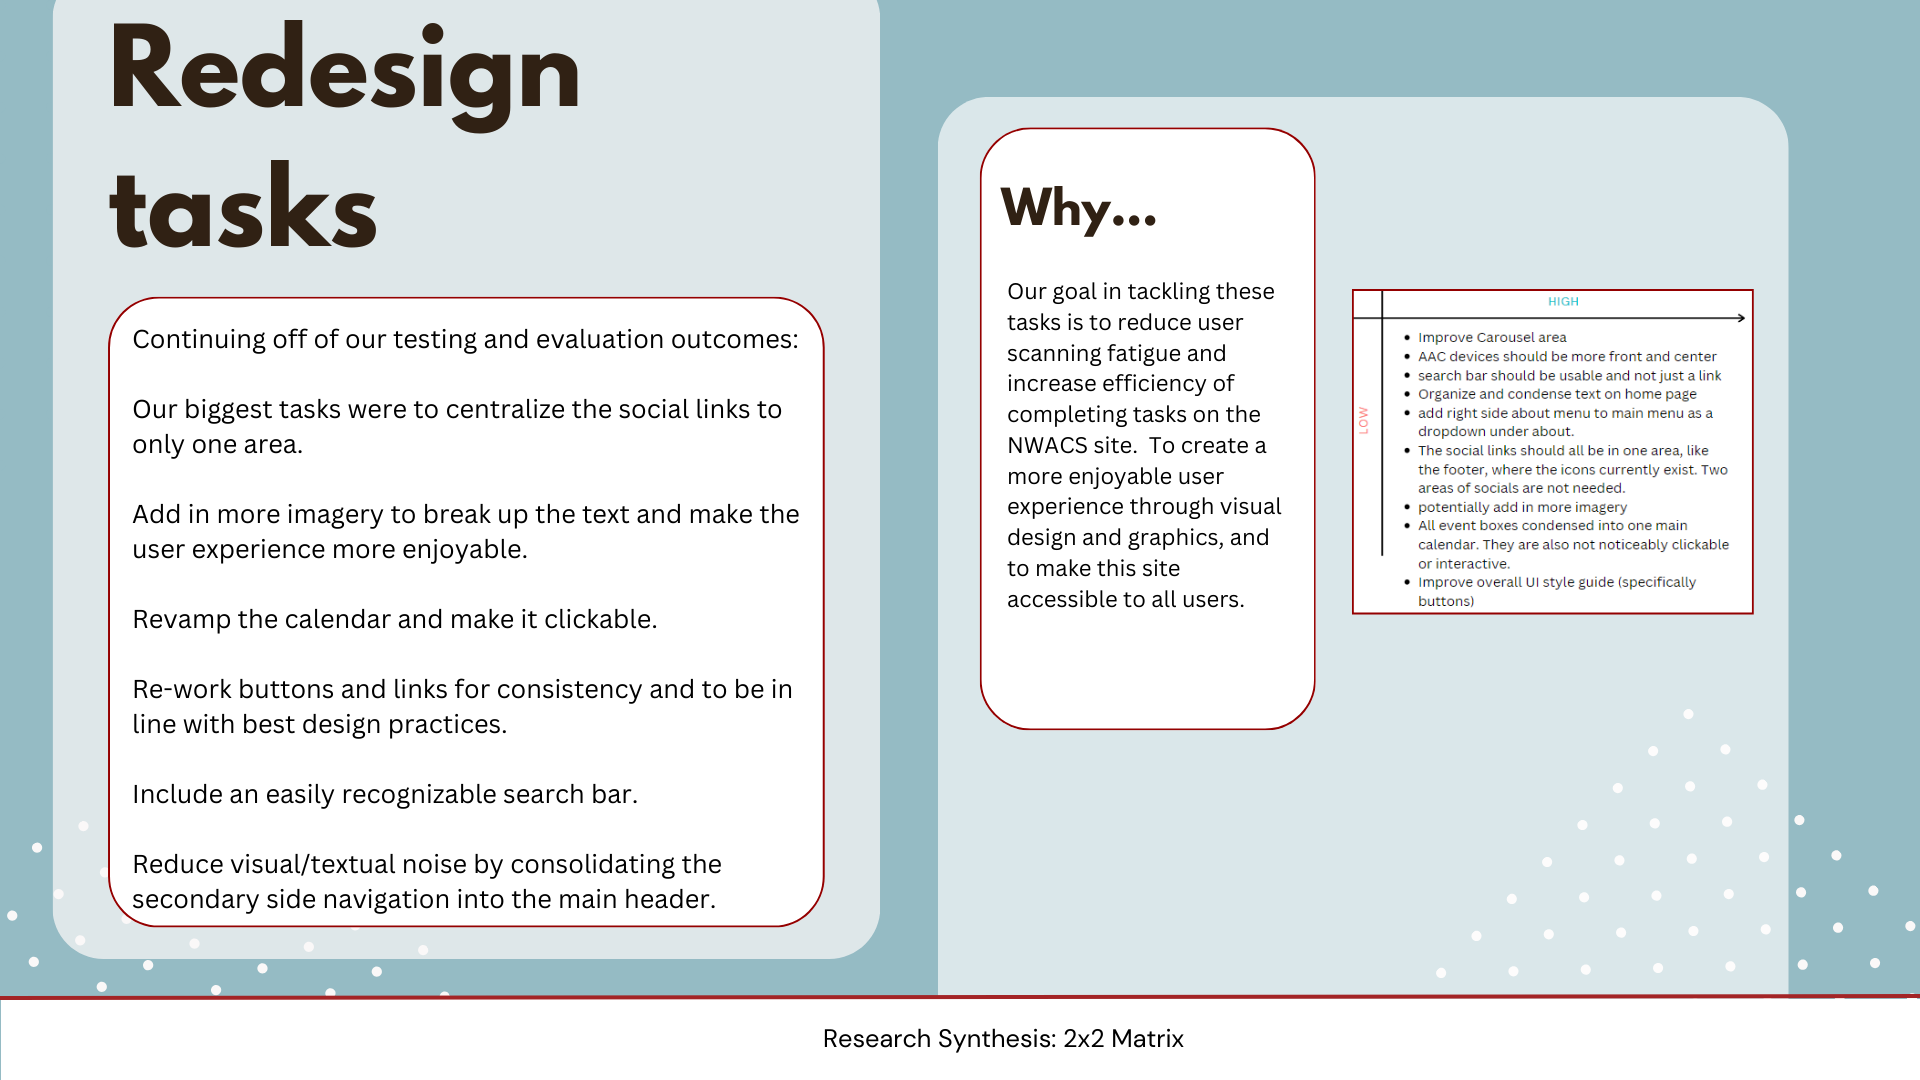 Redesign
tasks
Continuing off of our testing and evaluation outcomes:
Our biggest tasks were to centralize the social links to
only one area.
Add in more imagery to break up the text and make the
user experience more enjoyable.
Revamp the calendar and make it clickable.
Re-work buttons and links for consistency and to be in
line with best design practices.
Include an easily recognizable search bar.
Reduce visual/textual noise by consolidating the
secondary side navigation into the main header.
Why...
Our goal in tackling these
tasks is to reduce user
scanning fatigue and
increase efficiency of
completing tasks on the
NWACS site.  To create a
more enjoyable user
experience through visual
design and graphics, and
to make this site
accessible to all users.
HIGH
LOW
• Improve Carousel area
• AAC devices should be more front and center
• search bar should be usable and not just a link
• Organize and condense text on home page
• add right side about menu to main menu as a
dropdown under about.
• The social links should all be in one area, like
the footer, where the icons currently exist. Two
areas of socials are not needed.
• potentially add in more imagery
• All event boxes condensed into one main
calendar. They are also not noticeably clickable
or interactive.
• Improve overall UI style guide (specifically
buttons)
Research Synthesis: 2x2 Matrix